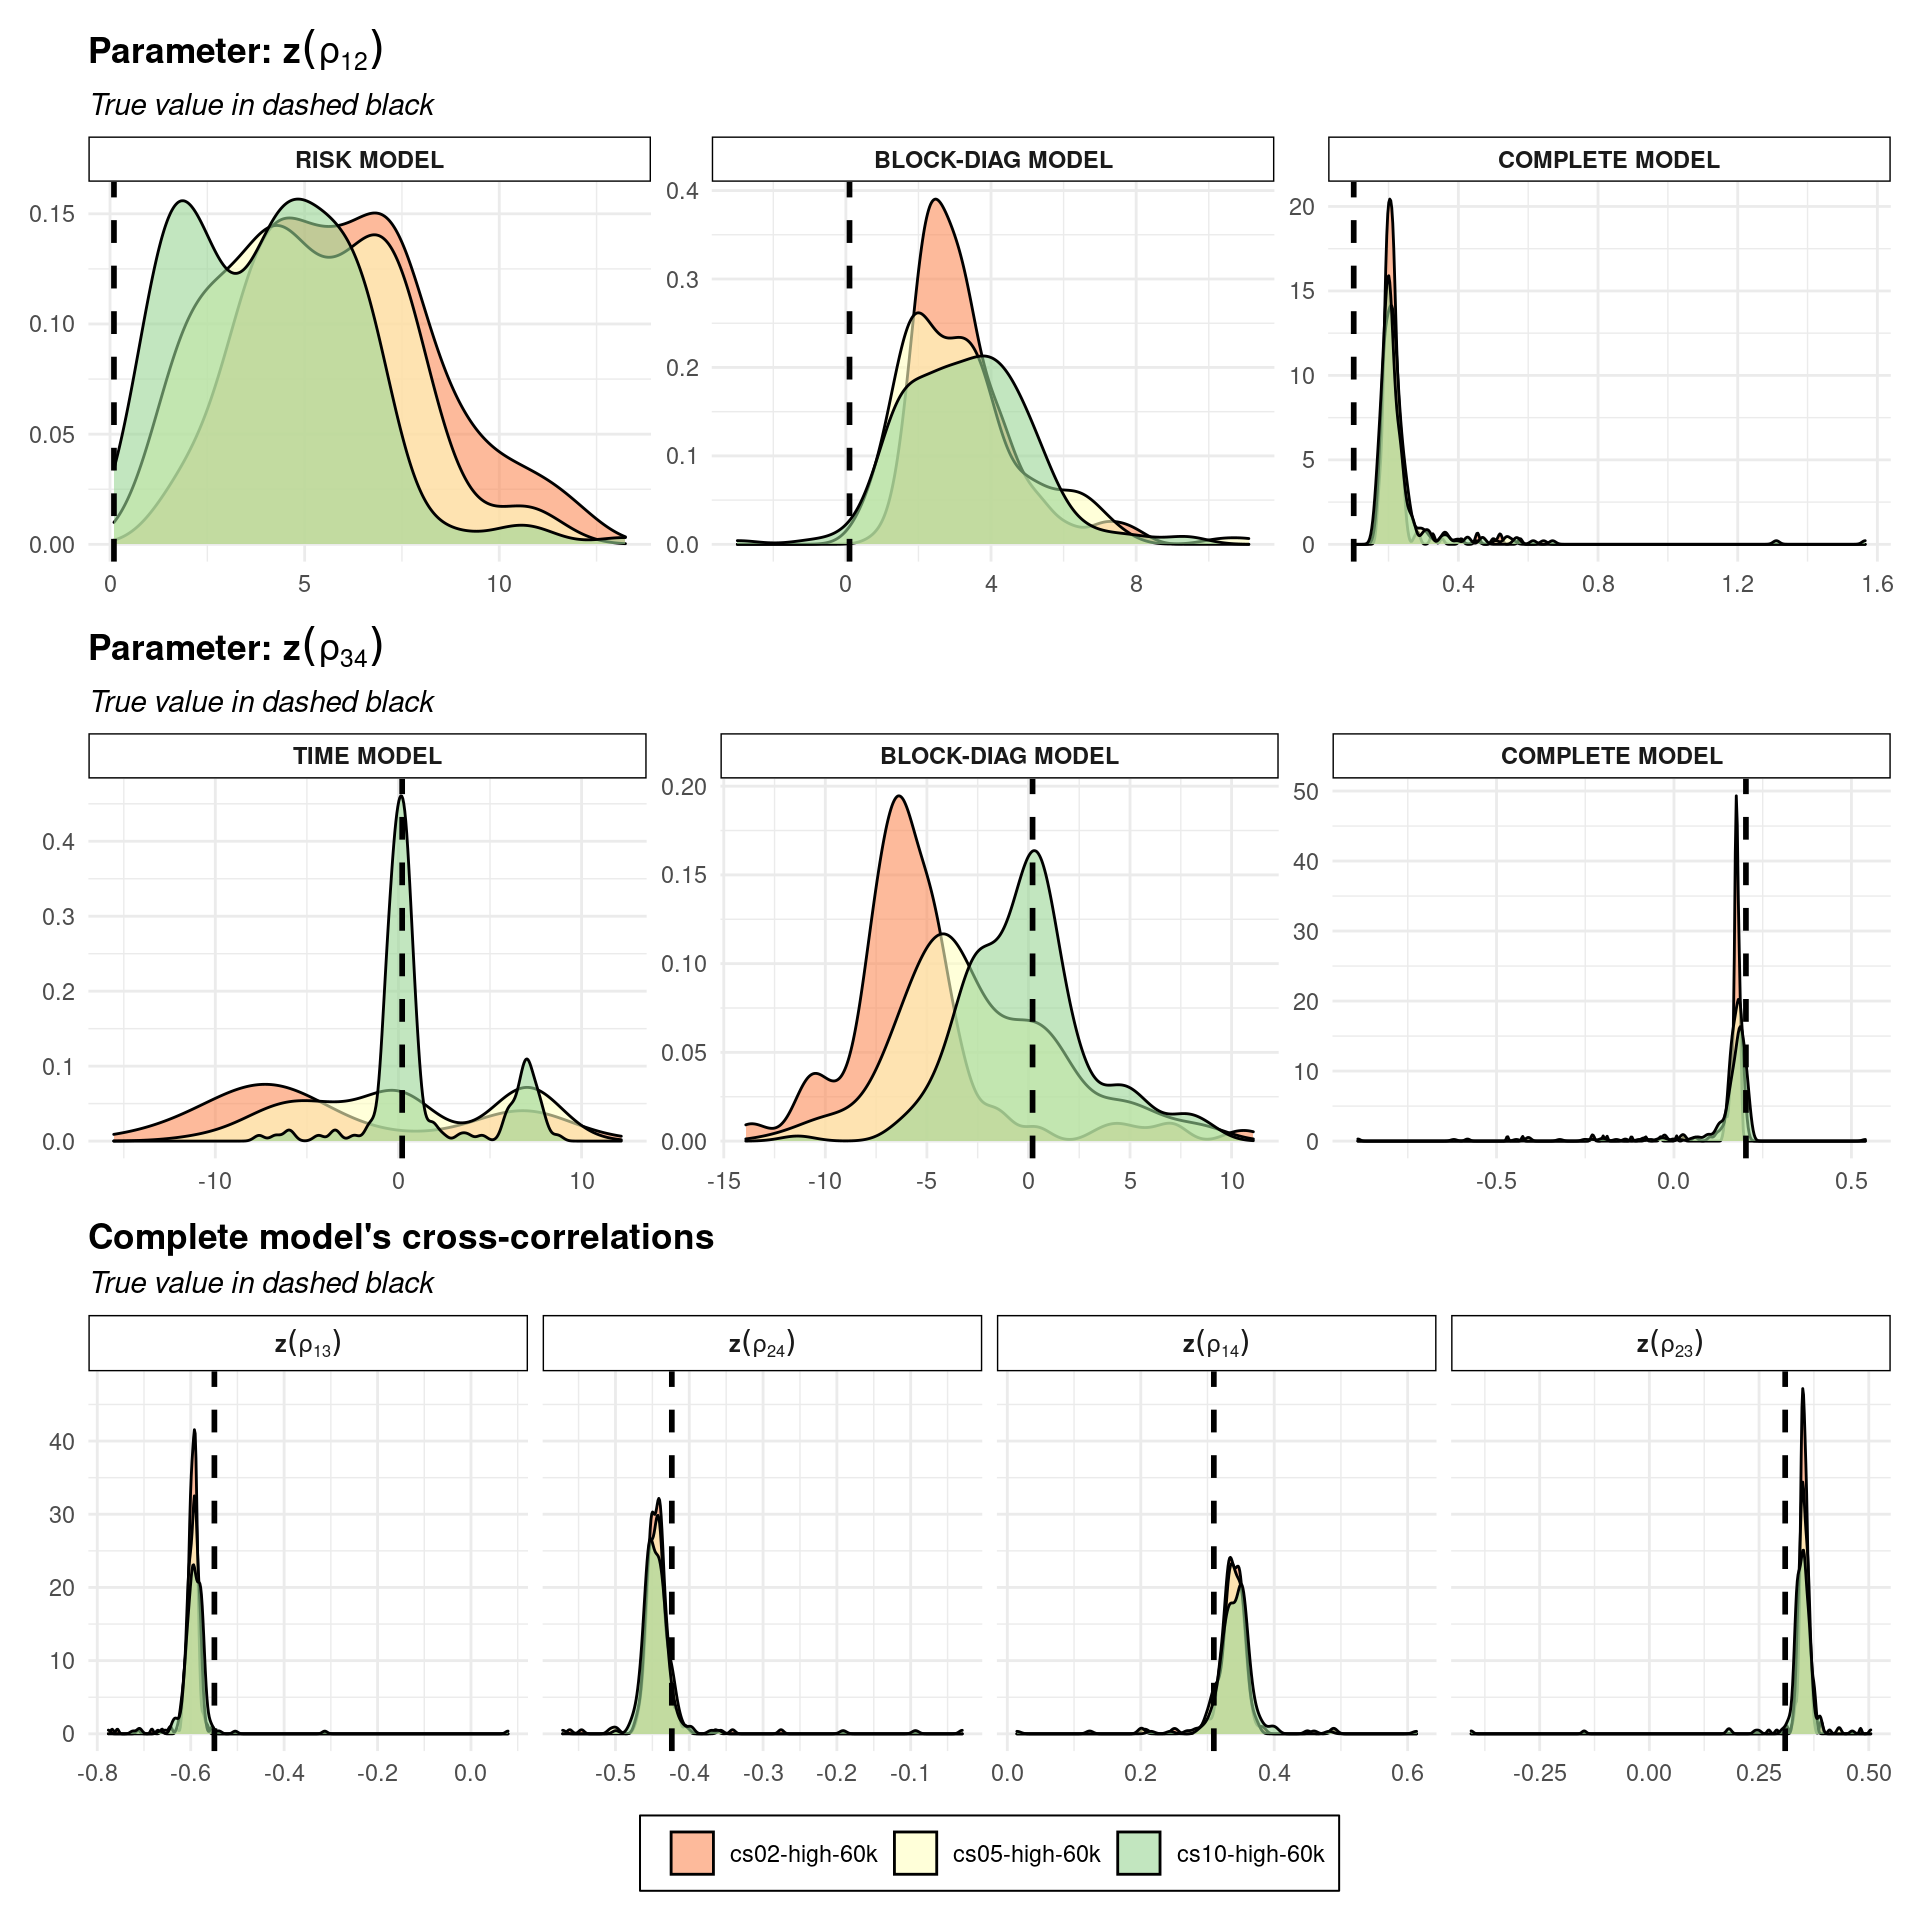 Parameter: z(ρ12)
True value in dashed black
RISK MODEL
BLOCK-DIAG MODEL
COMPLETE MODEL
0.15
0.10
0.05
0.00
0 5 10
0.4
0.3
0.2
0.1
0.0
0 4 8
20
15
10
5
0
0.4 0.8 1.2 1.6
Parameter: z(ρ34)
True value in dashed black
TIME MODEL
BLOCK-DIAG MODEL
COMPLETE MODEL
0.4
0.3
0.2
0.1
0.0
-10 0 10
0.20
0.15
0.10
0.05
0.00
-15 -10 -5 0 5 10
50
40
30
20
10
0
-0.5 0.0 0.5
Complete model's cross-correlations
True value in dashed black
z(ρ13)
z(ρ24)
z(ρ14)
z(ρ23)
40
30
20
10
0
-0.8 -0.6 -0.4 -0.2 0.0
-0.5 -0.4 -0.3 -0.2 -0.1
0.0 0.2 0.4 0.6
-0.25 0.00 0.25 0.50
cs02-high-60k cs05-high-60k cs10-high-60k